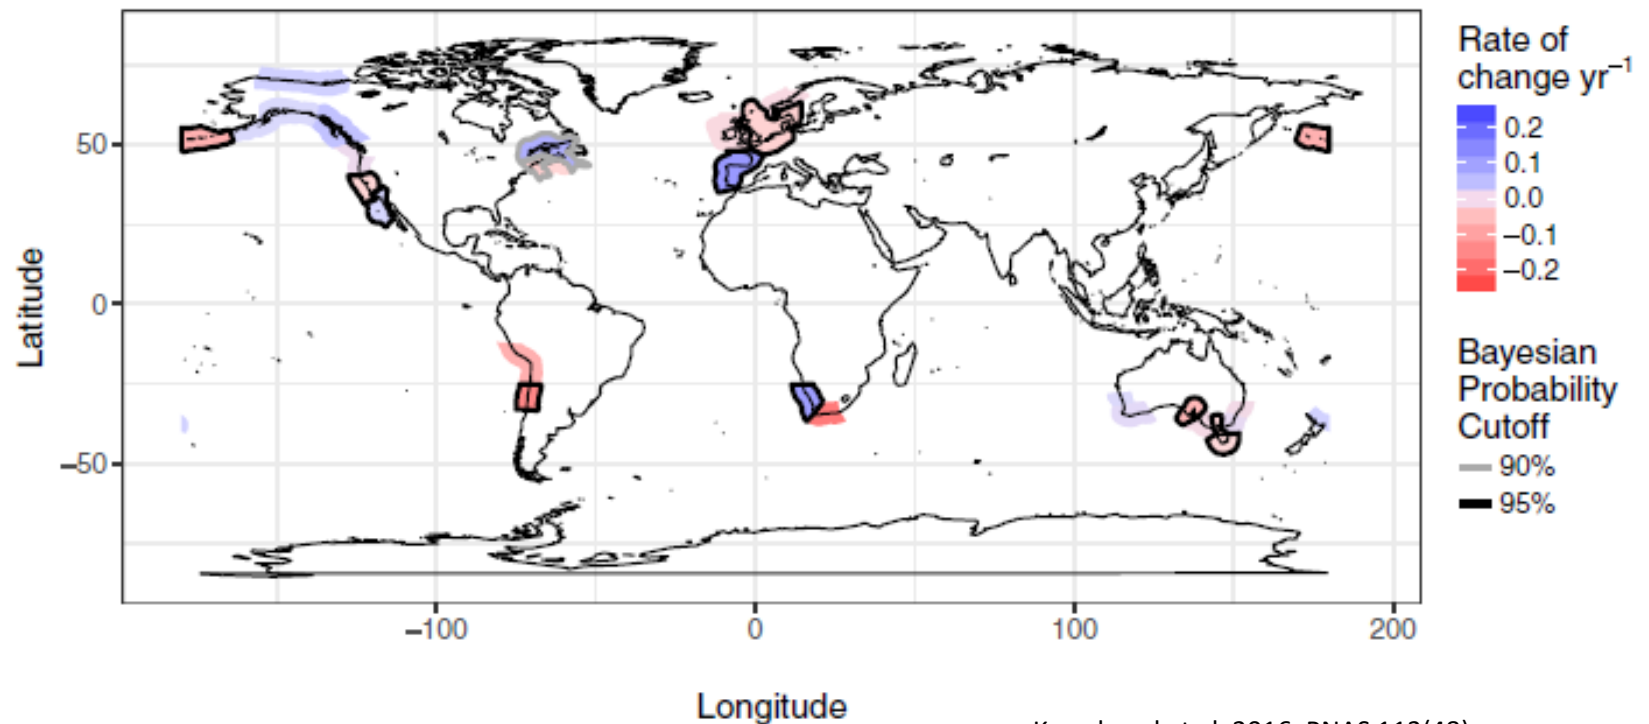 Rate of
change yr−1
0.2
0.1
0.0
−0.1
−0.2
Bayesian
Probability
Cutoff
90%
95%
Latitude
50
0
−50
−100
0
100
200
Longitude